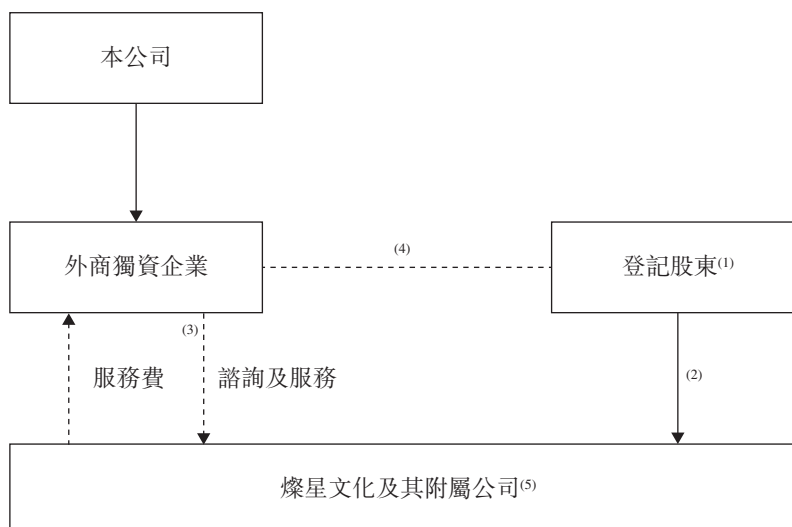 本公司
外商獨資企業
(4)
登記股東(1)
(3)
服務費
諮詢及服務
(2)
燦星文化及其附屬公司(5)